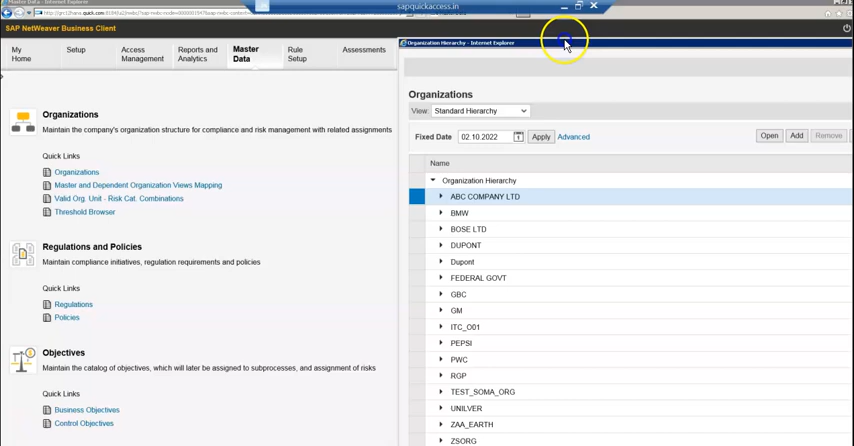 Master Data - Internet Explorer
sapquickaccess.in
SAP NetWeaver Business Client
My Home
Setup
Access Management
Reports and Analytics
Master Data
Rule Setup
Assessments
Organizations
Maintain the company's organization structure for compliance and risk management with related assignments
Quick Links
Organizations
Master and Dependent Organization Views Mapping
Valid Org. Unit - Risk Cat. Combinations
Threshold Browser
Regulations and Policies
Maintain compliance initiatives, regulation requirements and policies
Quick Links
Regulations
Policies
Objectives
Maintain the catalog of objectives, which will later be assigned to subprocesses, and assignment of risks
Quick Links
Business Objectives
Control Objectives
Organization Hierarchy - Internet Explorer
Organizations
View: Standard Hierarchy
Fixed Date 02.10.2022 Apply Advanced
Open Add Remove
Name
Organization Hierarchy
ABC COMPANY LTD
BMW
BOSE LTD
DUPONT
Dupont
FEDERAL GOVT
GBC
GM
ITC_O01
PEPSI
PWC
RGP
TEST_SOMA_ORG
UNILVER
ZAA_EARTH
ZSORG